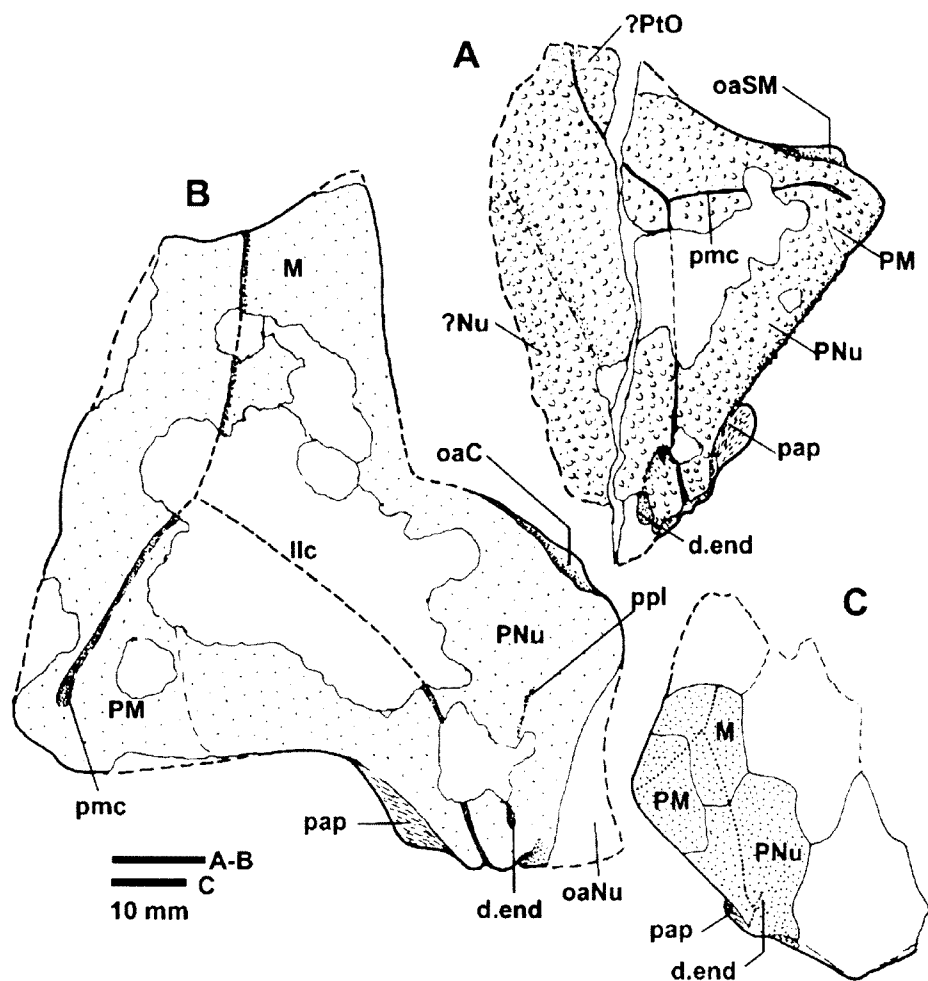 A
?PtO
oaSM
pmc
PM
?Nu
PNu
pap
d.end
B
M
oaC
llc
ppl
PNu
PM
pmc
pap
d.end
oaNu
C
M
PM
PNu
pap
d.end
A-B
C
10 mm